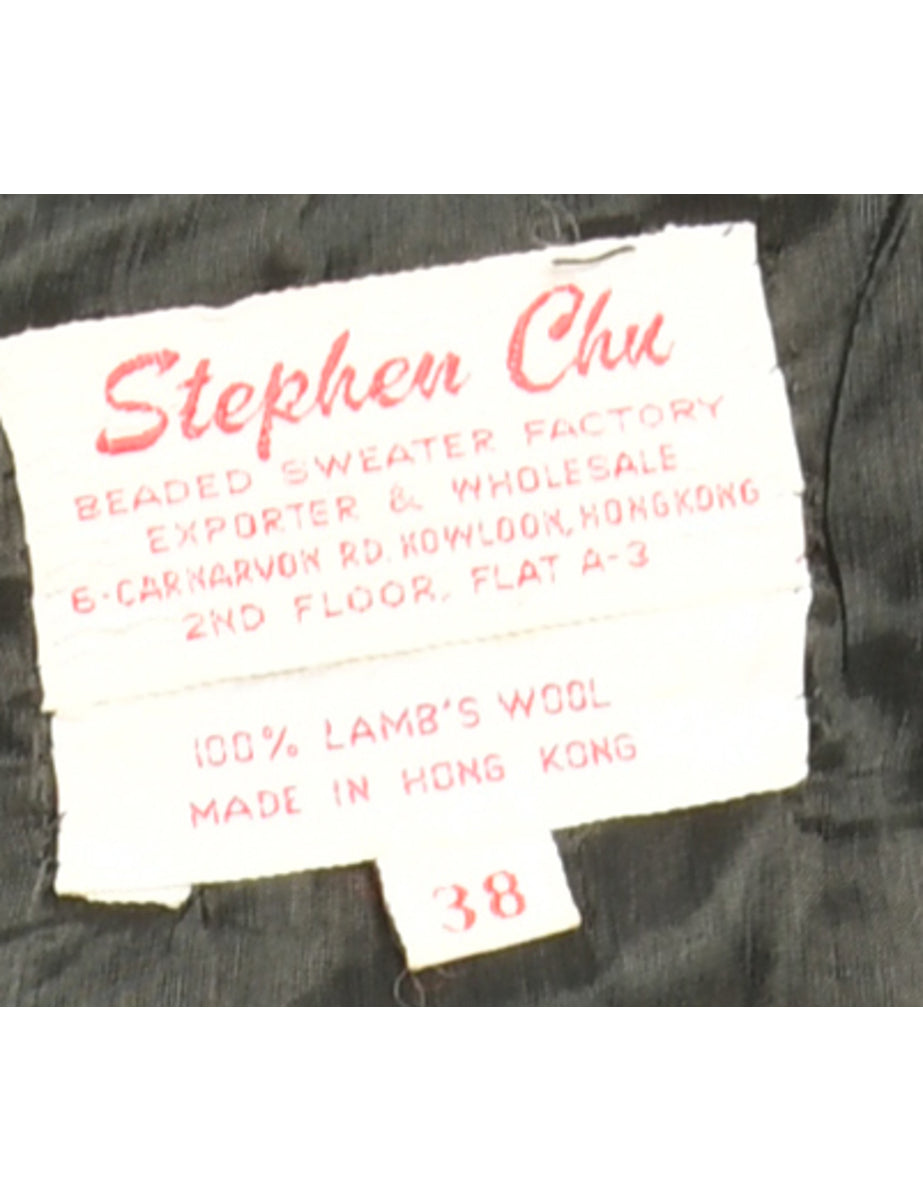 Stephen Chu
BEADED SWEATER FACTORY
EXPORTER & WHOLESALE
6-CARNARVON RD. KOWLOON, HONGKONG
2ND FLOOR, FLAT A-3
100% LAMB'S WOOL
MADE IN HONG KONG
38